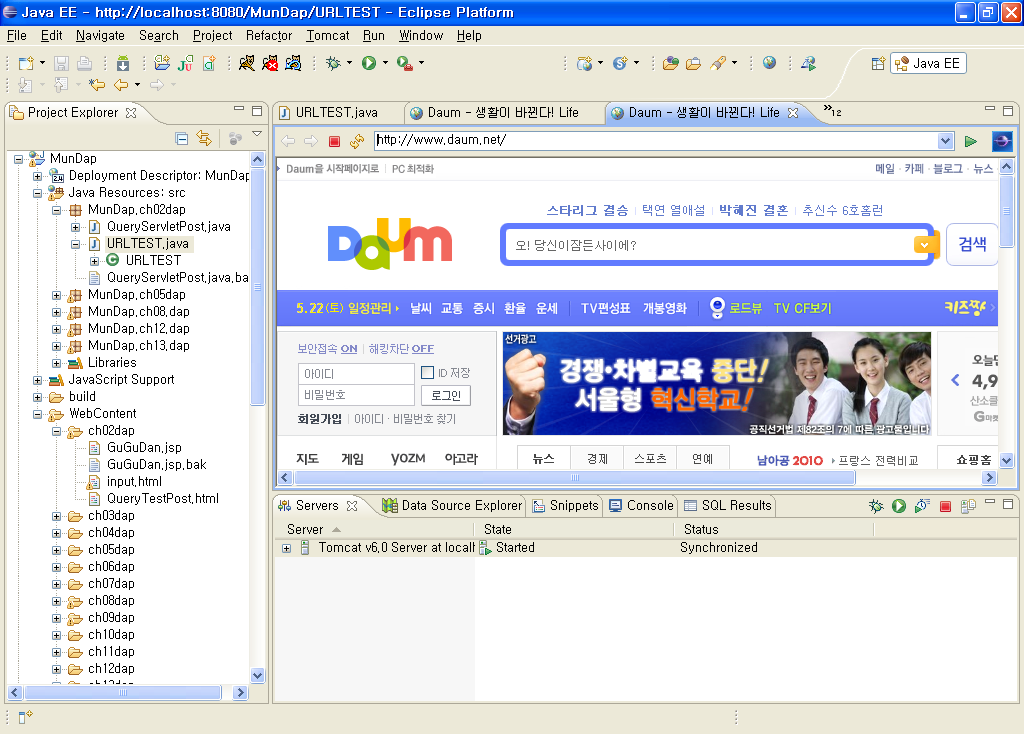 Java EE - http://localhost:8080/MunDap/URLTEST - Eclipse Platform
File Edit Navigate Search Project Refactor Tomcat Run Window Help
Java EE
Project Explorer
MunDap
Deployment Descriptor: MunDap
Java Resources: src
MunDap.ch02dap
QueryServletPost.java
URLTEST.java
URLTEST
QueryServletPost.java.ba
MunDap.ch05dap
MunDap.ch08.dap
MunDap.ch12.dap
MunDap.ch13.dap
Libraries
JavaScript Support
build
WebContent
ch02dap
GuGuDan.jsp
GuGuDan.jsp.bak
input.html
QueryTestPost.html
ch03dap
ch04dap
ch05dap
ch06dap
ch07dap
ch08dap
ch09dap
ch10dap
ch11dap
ch12dap
URLTEST.java
Daum - 생활이 바뀐다! Life
Daum - 생활이 바뀐다! Life
12
http://www.daum.net/
Daum을 시작페이지로 | PC 최적화
메일 · 카페 · 블로그 · 뉴스
Daum
스타리그 결승 | 택연 열애설 | 박혜진 결혼 | 추신수 6호홈런
오! 당신이잠든사이에?
검색
5.22(토) 일정관리 날씨 교통 증시 환율 운세 TV편성표 개봉영화 로드뷰 TV CF보기 키즈짱
보안접속 ON | 해킹차단 OFF
아이디
ID 저장
비밀번호
로그인
회원가입 | 아이디 · 비밀번호 찾기
선거광고
경쟁·차별교육 중단!
서울형 혁신학교!
공직선거법 제82조의 7에 따른 광고물입니다
오늘만
4,9
산소클
G마켓
지도 게임 YOZM 아고라
뉴스 경제 스포츠 연예
남아공 2010 프랑스 전력비교
쇼핑홈
Servers
Data Source Explorer
Snippets
Console
SQL Results
Server State Status
Tomcat v6.0 Server at localh Started Synchronized